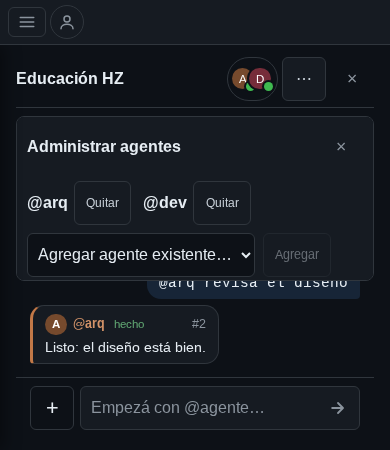 Educación HZ
A D
...
×
Administrar agentes
×
@arq Quitar @dev Quitar
Agregar agente existente... Agregar
@arq revisa el diseño
A @arq hecho #2
Listo: el diseño está bien.
+ Empezá con @agente... →